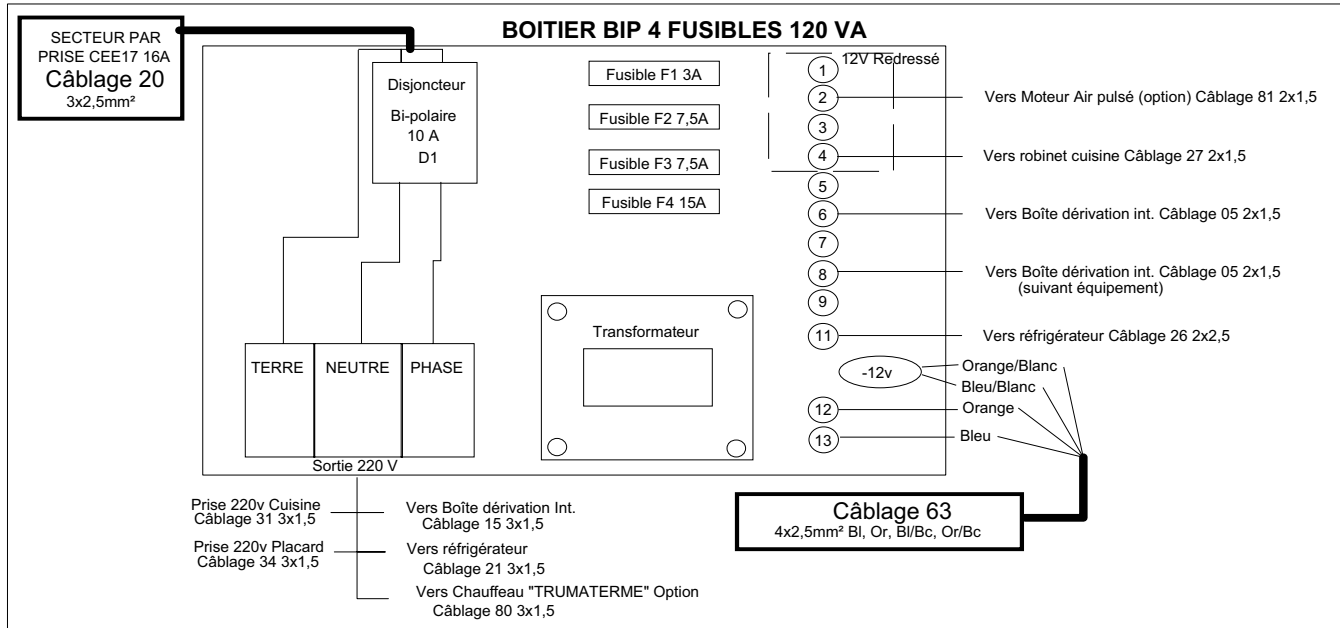 BOITIER BIP 4 FUSIBLES 120 VA
SECTEUR PAR
PRISE CEE17 16A
Câblage 20
3x2,5mm²
Disjoncteur
Bi-polaire
10 A
D1
Fusible F1 3A
Fusible F2 7,5A
Fusible F3 7,5A
Fusible F4 15A
12V Redressé
1
2
Vers Moteur Air pulsé (option) Câblage 81 2x1,5
3
4
Vers robinet cuisine Câblage 27 2x1,5
5
6
Vers Boîte dérivation int. Câblage 05 2x1,5
7
8
Vers Boîte dérivation int. Câblage 05 2x1,5
(suivant équipement)
9
11
Vers réfrigérateur Câblage 26 2x2,5
-12v
Orange/Blanc
Bleu/Blanc
12
Orange
13
Bleu
Transformateur
TERRE
NEUTRE
PHASE
Sortie 220 V
Prise 220v Cuisine
Câblage 31 3x1,5
Prise 220v Placard
Câblage 34 3x1,5
Vers Boîte dérivation Int.
Câblage 15 3x1,5
Vers réfrigérateur
Câblage 21 3x1,5
Vers Chauffeau "TRUMATERME" Option
Câblage 80 3x1,5
Câblage 63
4x2,5mm² Bl, Or, Bl/Bc, Or/Bc